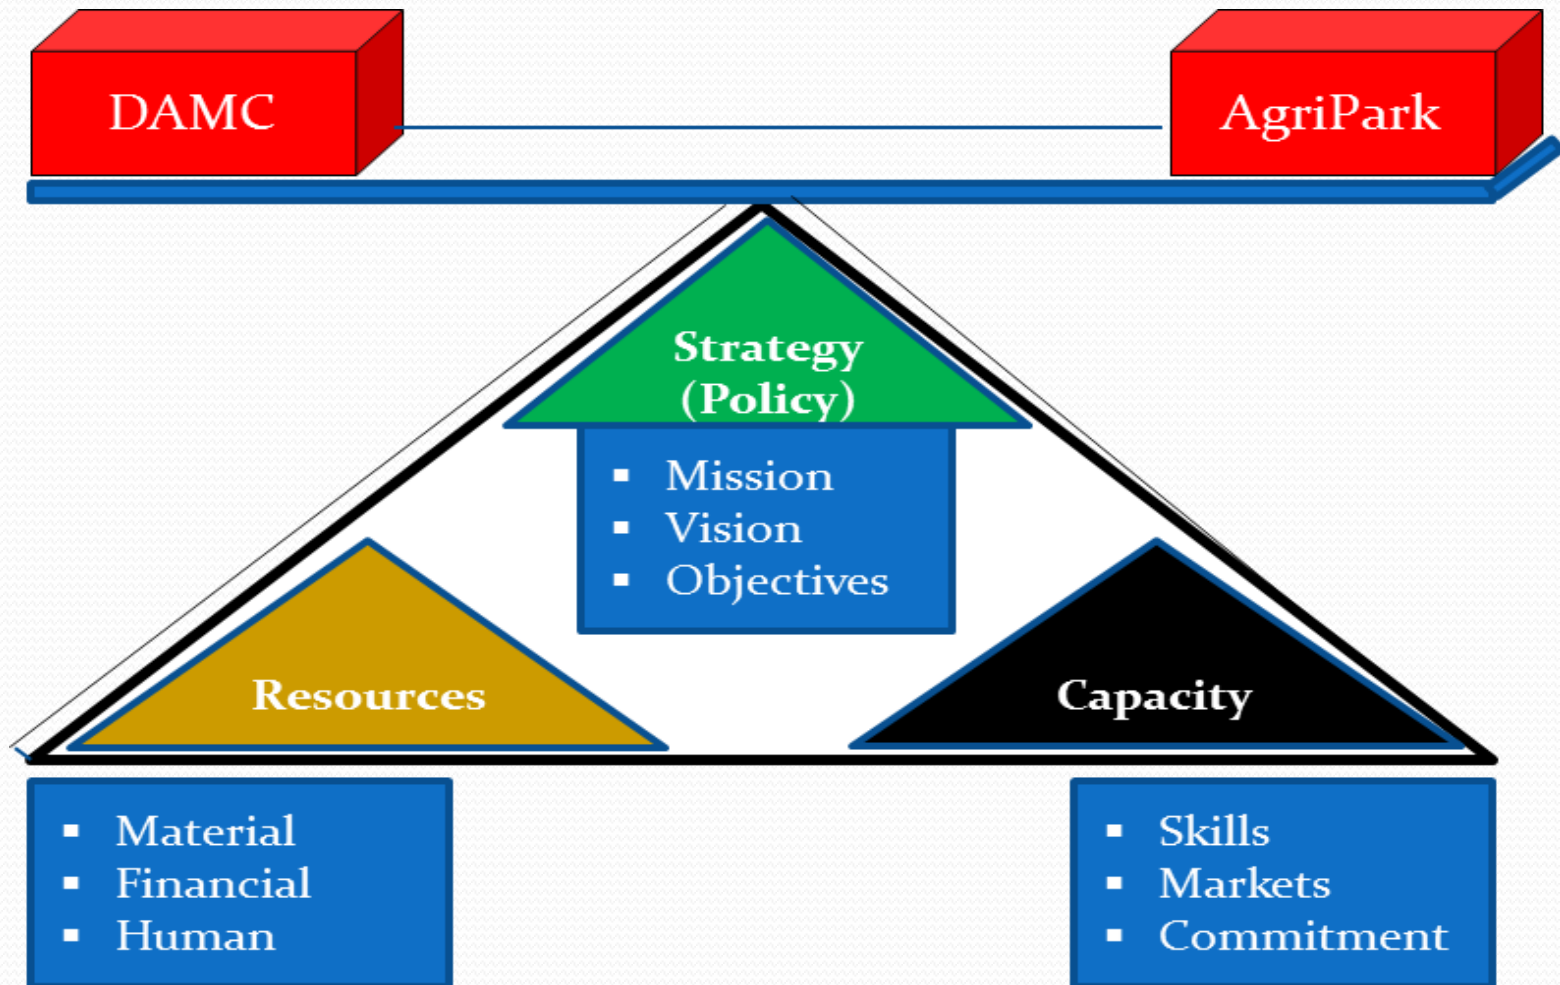 DAMC
AgriPark
Strategy
(Policy)
▪ Mission
▪ Vision
▪ Objectives
Resources
Capacity
▪ Material
▪ Financial
▪ Human
▪ Skills
▪ Markets
▪ Commitment